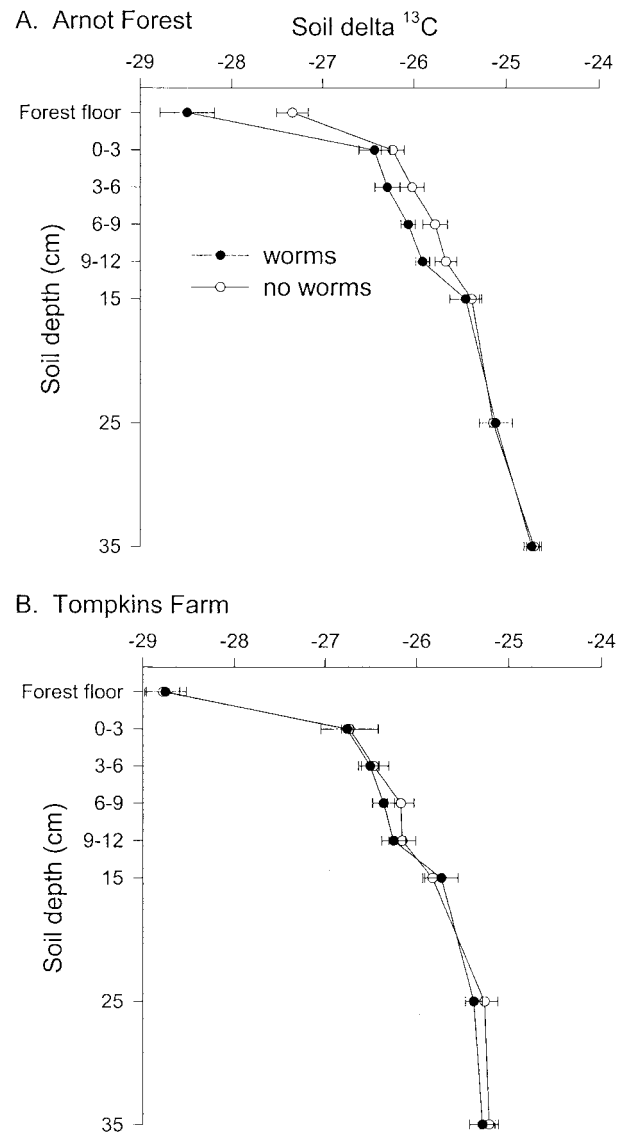 A. Arnot Forest
Soil delta 13C
-29 -28 -27 -26 -25 -24
Forest floor
0-3
3-6
6-9
9-12
15
25
35
Soil depth (cm)
worms
no worms
B. Tompkins Farm
-29 -28 -27 -26 -25 -24
Forest floor
0-3
3-6
6-9
9-12
15
25
35
Soil depth (cm)